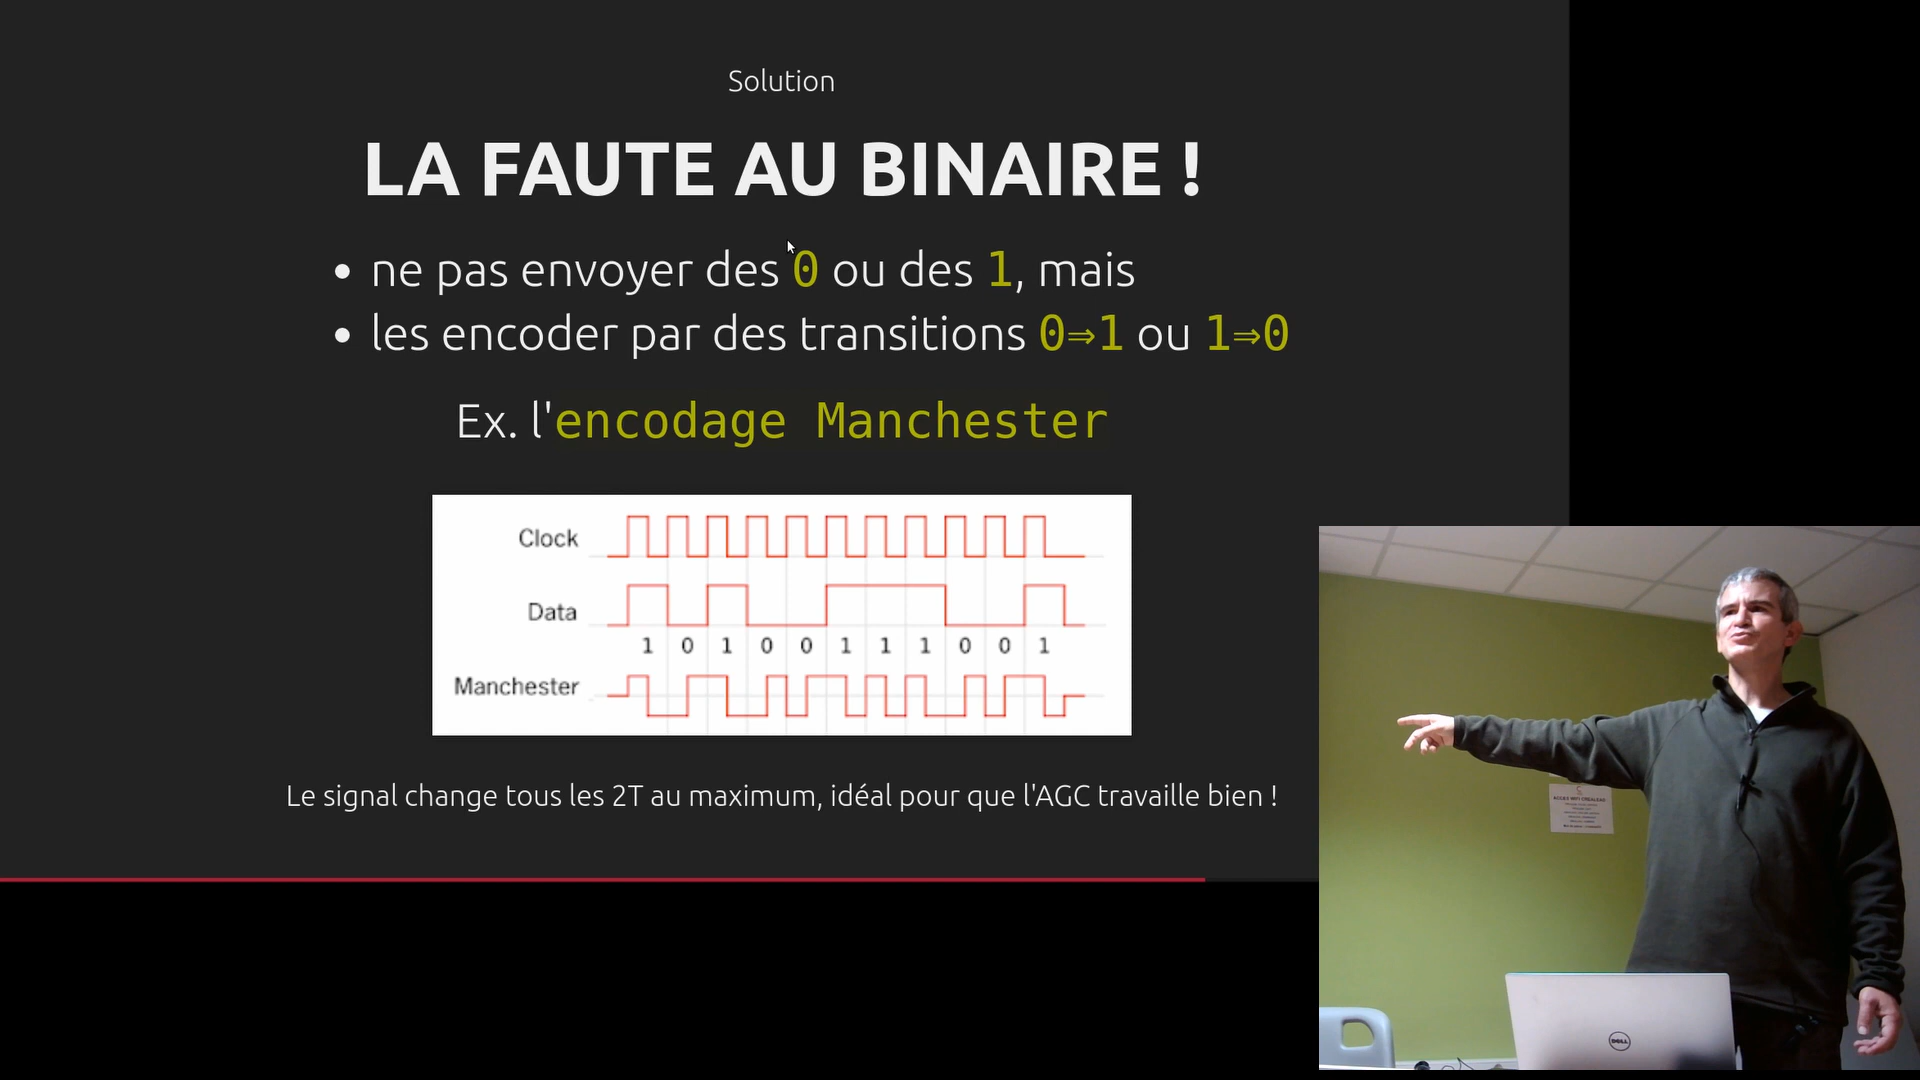 Solution
LA FAUTE AU BINAIRE !
• ne pas envoyer des 0 ou des 1, mais
• les encoder par des transitions 0⇒1 ou 1⇒0
Ex. l'encodage Manchester
Clock
Data
1 0 1 0 0 1 1 1 0 0 1
Manchester
Le signal change tous les 2T au maximum, idéal pour que l'AGC travaille bien !
DELL